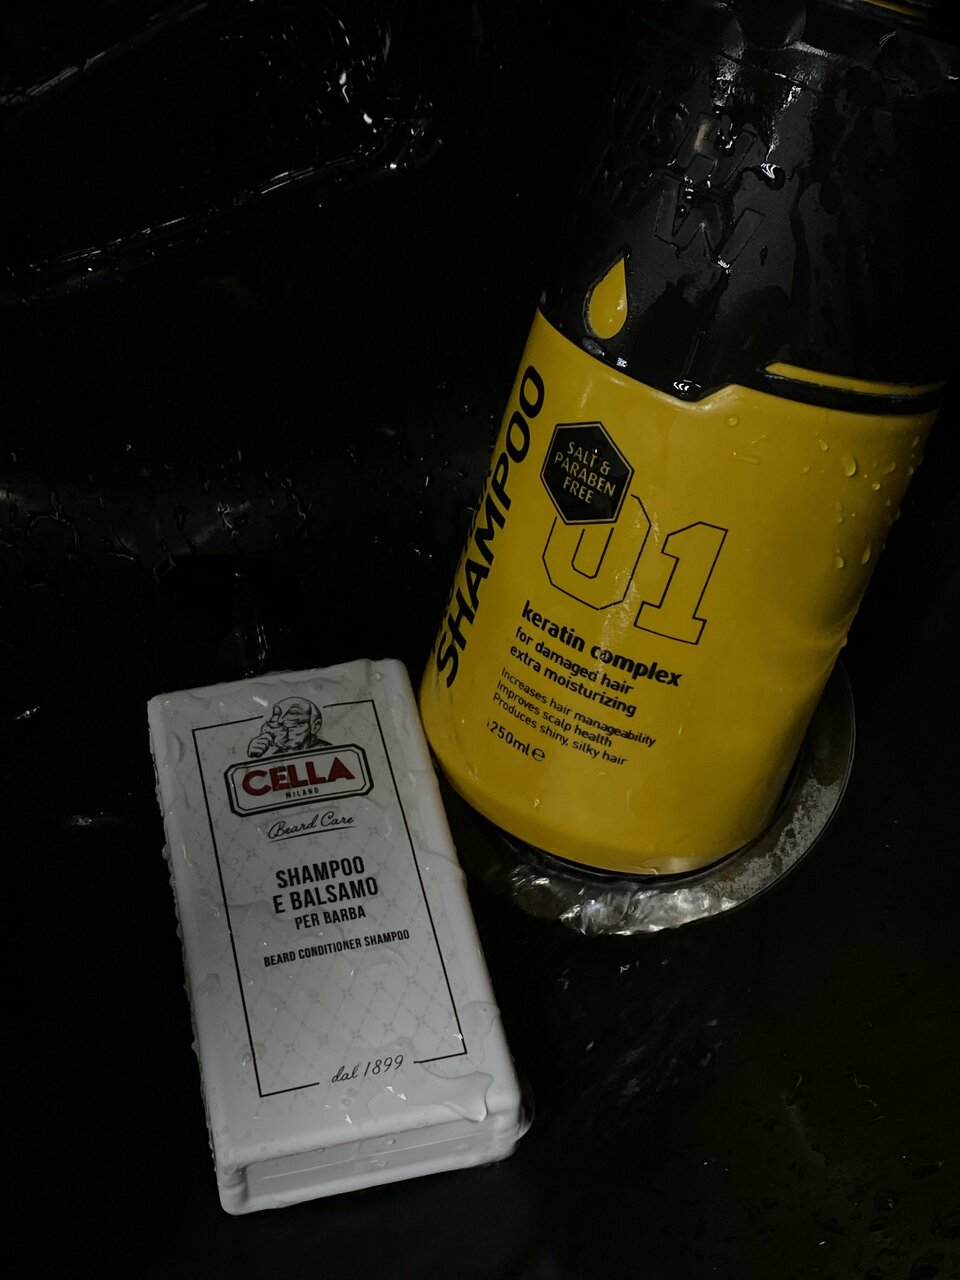 CELLA
MILANO
Beard Care
SHAMPOO
E BALSAMO
PER BARBA
BEARD CONDITIONER SHAMPOO
dal 1899
SHAMPOO
SALT &
PARABEN
FREE
01
keratin complex
for damaged hair
extra moisturizing
Increases hair manageability
Improves scalp health
Produces shiny, silky hair